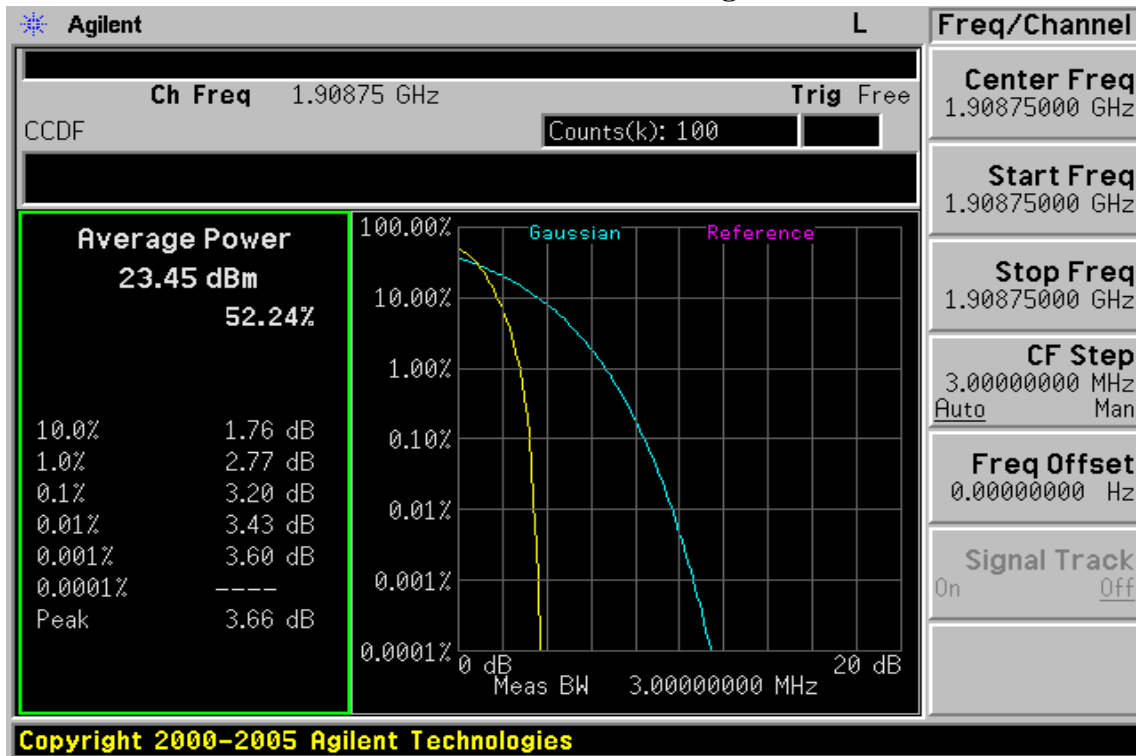 Agilent
L
Freq/Channel
Ch Freq 1.90875 GHz
Trig Free
CCDF
Counts(k): 100
Average Power
23.45 dBm
52.24%
10.0% 1.76 dB
1.0% 2.77 dB
0.1% 3.20 dB
0.01% 3.43 dB
0.001% 3.60 dB
0.0001% ----
Peak 3.66 dB
Gaussian
Reference
100.00%
10.00%
1.00%
0.10%
0.01%
0.001%
0.0001%
0 dB
20 dB
Meas BW 3.00000000 MHz
Center Freq
1.90875000 GHz
Start Freq
1.90875000 GHz
Stop Freq
1.90875000 GHz
CF Step
3.00000000 MHz
Auto Man
Freq Offset
0.00000000 Hz
Signal Track
On Off
Copyright 2000-2005 Agilent Technologies